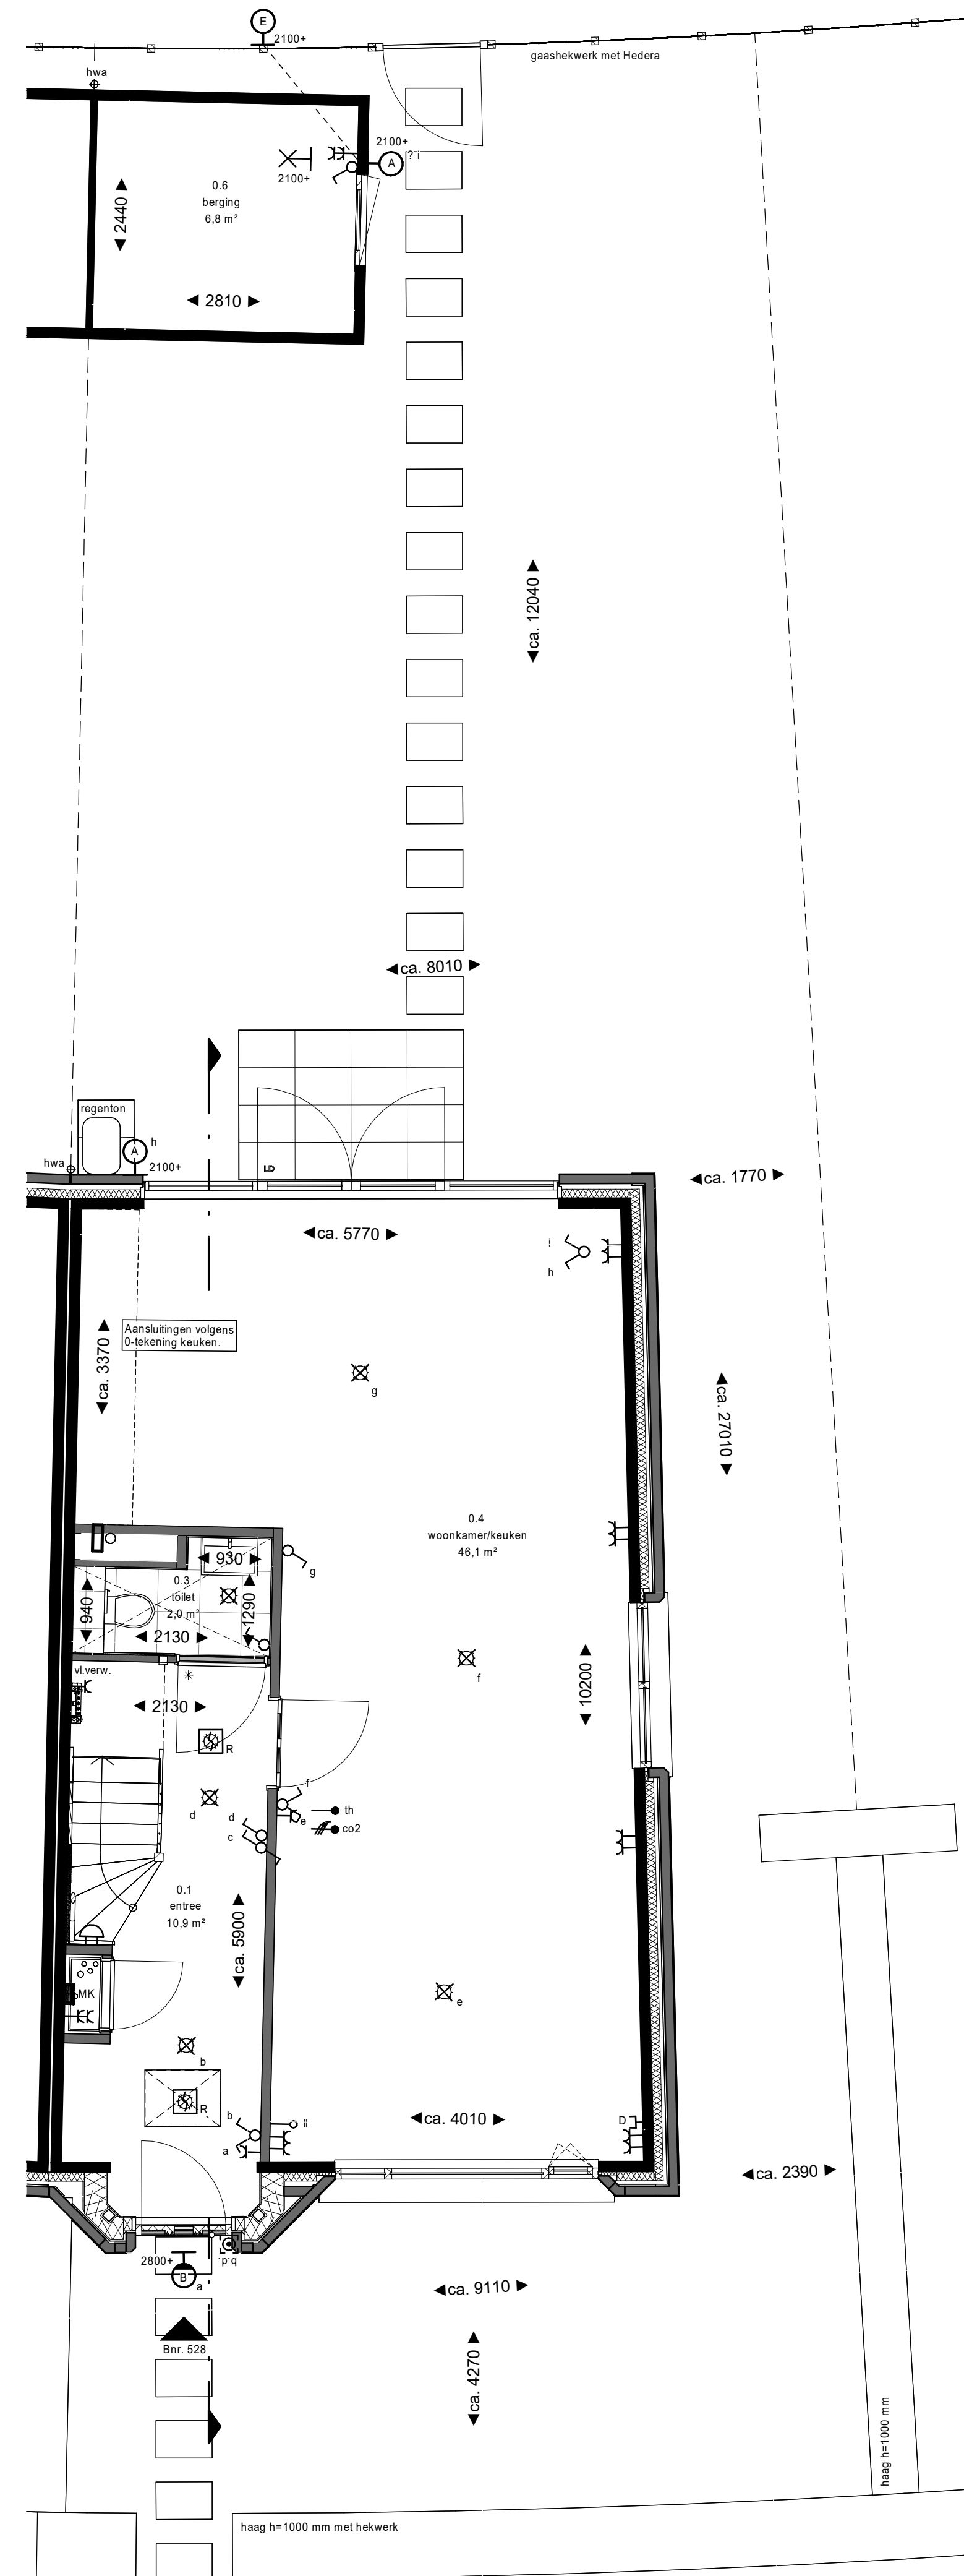 E
2100+
gaashekwerk met Hedera
hwa
2100+
A
2100+
0.6
berging
6,8 m²
2440
2810
ca. 12040
ca. 8010
regenton
h
A
2100+
hwa
ca. 1770
ca. 5770
i
h
Aansluitingen volgens
0-tekening keuken.
ca. 3370
g
ca. 27010
0.4
woonkamer/keuken
46,1 m²
g
930
0.3
toilet
2,0 m²
940
1290
2130
vl.verw.
2130
f
10200
R
d
f
e
th
co2
d
c
0.1
entree
10,9 m²
ca. 5900
MK
e
b
R
b
a
ii
ca. 4010
D
ca. 2390
2800+
B
a
p.q
Bnr. 528
ca. 9110
ca. 4270
haag h=1000 mm
haag h=1000 mm met hekwerk